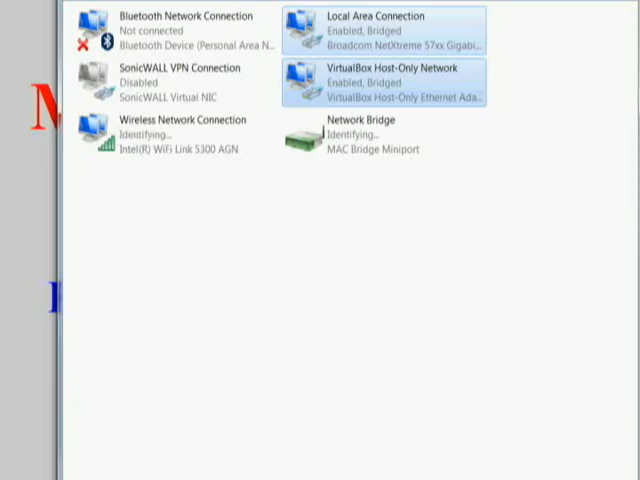 Bluetooth Network Connection
Not connected
Bluetooth Device (Personal Area N...
Local Area Connection
Enabled, Bridged
Broadcom NetXtreme 57xx Gigabi...
SonicWALL VPN Connection
Disabled
SonicWALL Virtual NIC
VirtualBox Host-Only Network
Enabled, Bridged
VirtualBox Host-Only Ethernet Ada...
Wireless Network Connection
Identifying...
Intel(R) WiFi Link 5300 AGN
Network Bridge
Identifying...
MAC Bridge Miniport